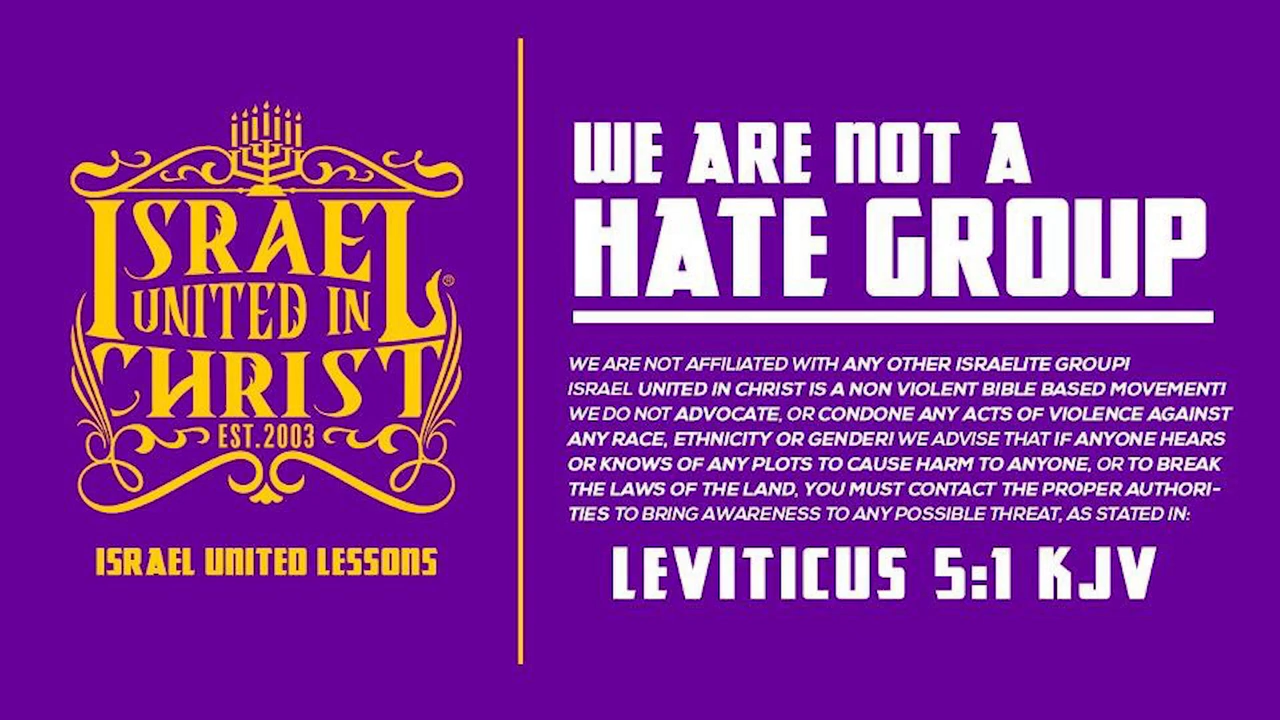 ISRAEL
UNITED IN
CHRIST
EST. 2003
®
ISRAEL UNITED LESSONS
WE ARE NOT A
HATE GROUP
WE ARE NOT AFFILIATED WITH ANY OTHER ISRAELITE GROUP!
ISRAEL UNITED IN CHRIST IS A NON VIOLENT BIBLE BASED MOVEMENT!
WE DO NOT ADVOCATE, OR CONDONE ANY ACTS OF VIOLENCE AGAINST
ANY RACE, ETHNICITY OR GENDER! WE ADVISE THAT IF ANYONE HEARS
OR KNOWS OF ANY PLOTS TO CAUSE HARM TO ANYONE, OR TO BREAK
THE LAWS OF THE LAND, YOU MUST CONTACT THE PROPER AUTHORI-
TIES TO BRING AWARENESS TO ANY POSSIBLE THREAT, AS STATED IN:
LEVITICUS 5:1 KJV